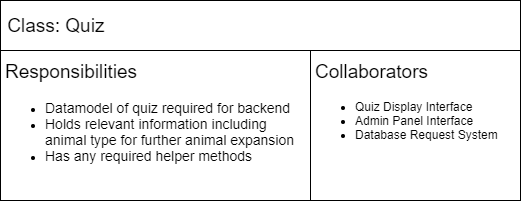 Class: Quiz
Responsibilities
• Datamodel of quiz required for backend
• Holds relevant information including
animal type for further animal expansion
• Has any required helper methods
Collaborators
• Quiz Display Interface
• Admin Panel Interface
• Database Request System